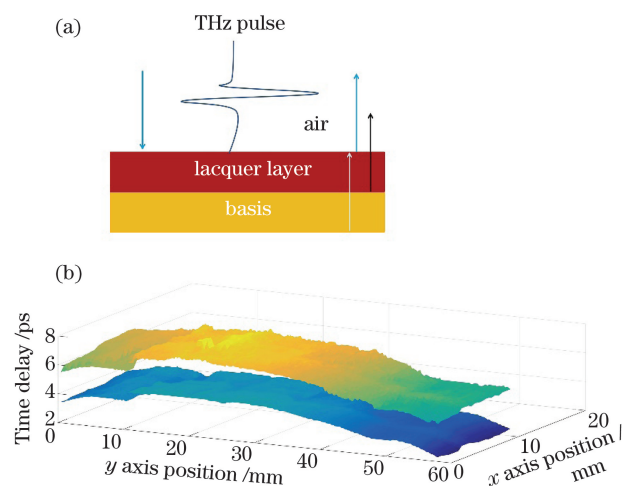 (a)
THz pulse
air
lacquer layer
basis
(b)
Time delay /ps
8
6
4
2
0
10
20
30
40
50
60
y axis position /mm
0
10
20
x axis position /
mm